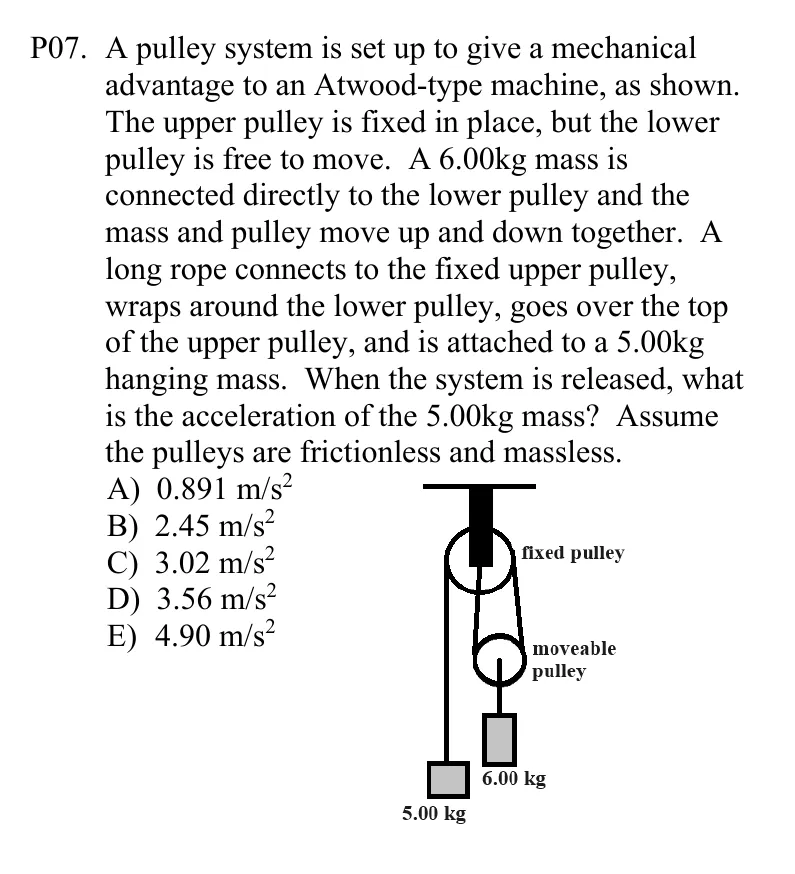 P07. A pulley system is set up to give a mechanical
advantage to an Atwood-type machine, as shown.
The upper pulley is fixed in place, but the lower
pulley is free to move. A 6.00kg mass is
connected directly to the lower pulley and the
mass and pulley move up and down together. A
long rope connects to the fixed upper pulley,
wraps around the lower pulley, goes over the top
of the upper pulley, and is attached to a 5.00kg
hanging mass. When the system is released, what
is the acceleration of the 5.00kg mass? Assume
the pulleys are frictionless and massless.
A) 0.891 m/s²
B) 2.45 m/s²
C) 3.02 m/s²
D) 3.56 m/s²
E) 4.90 m/s²
fixed pulley
moveable
pulley
6.00 kg
5.00 kg